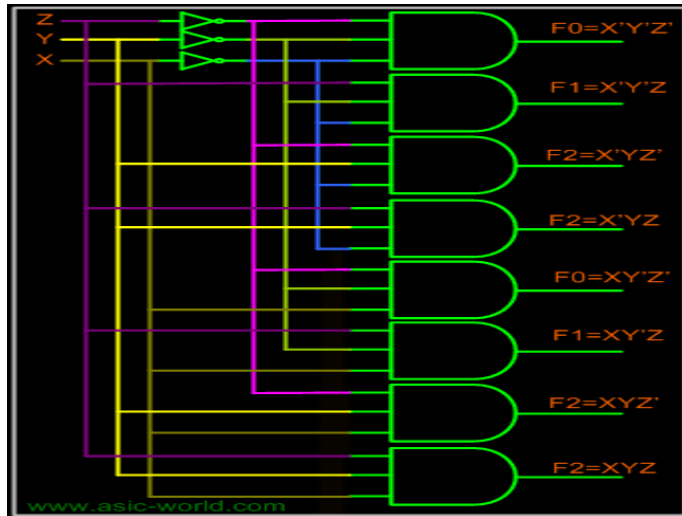 Z
Y
X
F0=X'Y'Z'
F1=X'Y'Z
F2=X'YZ'
F2=X'YZ
F0=XY'Z'
F1=XY'Z
F2=XYZ'
F2=XYZ
www.asic-world.com